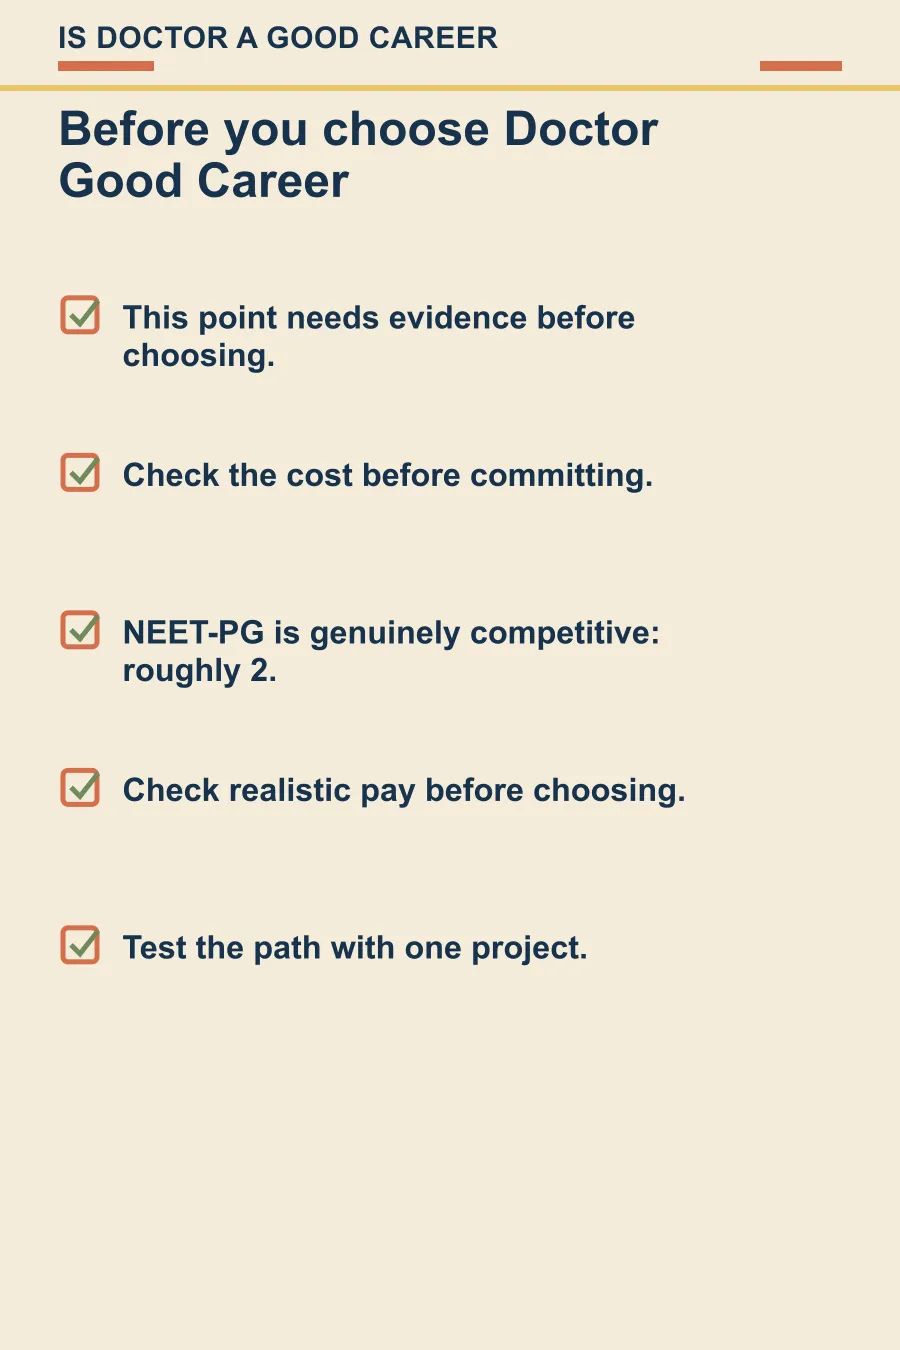 IS DOCTOR A GOOD CAREER
Before you choose Doctor
Good Career
This point needs evidence before
choosing.
Check the cost before committing.
NEET-PG is genuinely competitive:
roughly 2.
Check realistic pay before choosing.
Test the path with one project.